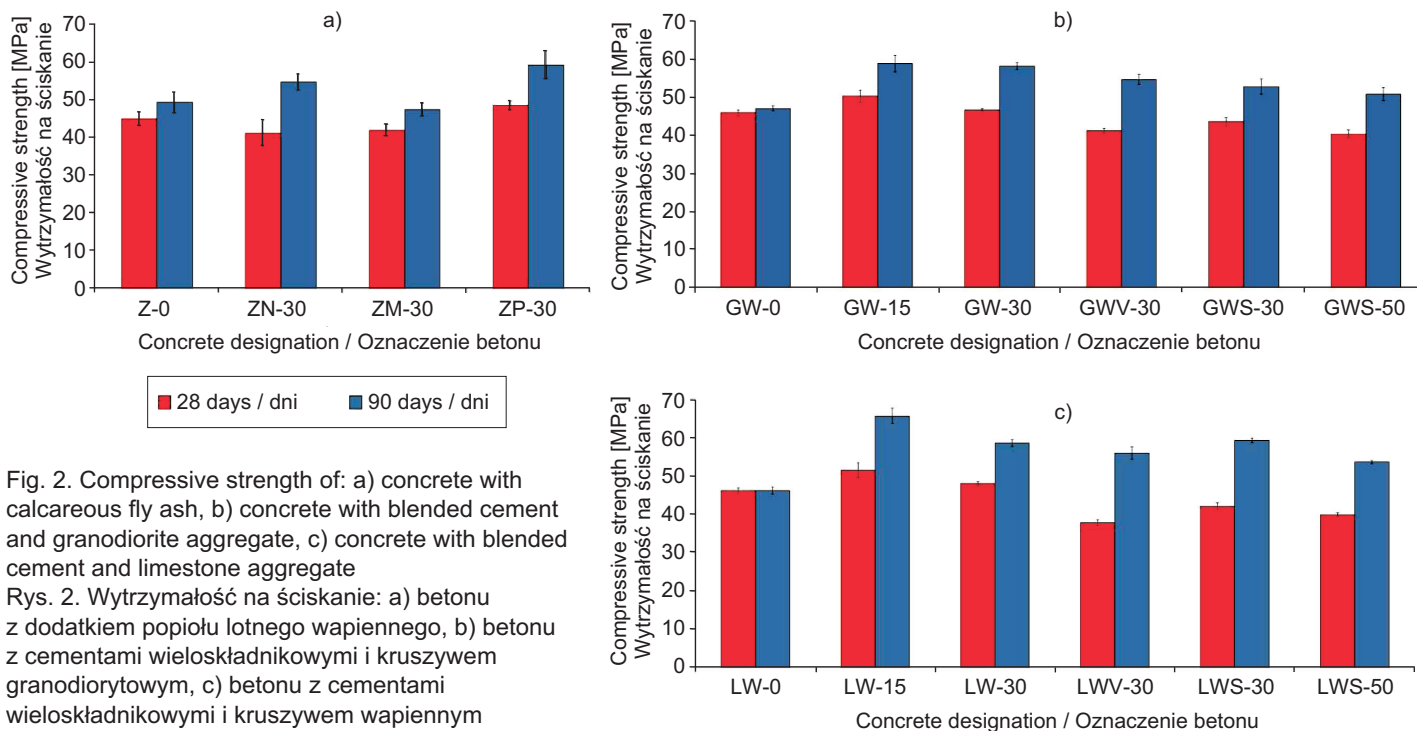 a)
Compressive strength [MPa]
Wytrzymałość na ściskanie
70
60
50
40
30
20
10
0
Z-0 ZN-30 ZM-30 ZP-30
Concrete designation / Oznaczenie betonu
28 days / dni 90 days / dni
b)
Compressive strength [MPa]
Wytrzymałość na ściskanie
70
60
50
40
30
20
10
0
GW-0 GW-15 GW-30 GWV-30 GWS-30 GWS-50
Concrete designation / Oznaczenie betonu
c)
Compressive strength [MPa]
Wytrzymałość na ściskanie
70
60
50
40
30
20
10
0
LW-0 LW-15 LW-30 LWV-30 LWS-30 LWS-50
Concrete designation / Oznaczenie betonu
Fig. 2. Compressive strength of: a) concrete with
calcareous fly ash, b) concrete with blended cement
and granodiorite aggregate, c) concrete with blended
cement and limestone aggregate
Rys. 2. Wytrzymałość na ściskanie: a) betonu
z dodatkiem popiołu lotnego wapiennego, b) betonu
z cementami wieloskładnikowymi i kruszywem
granodiorytowym, c) betonu z cementami
wieloskładnikowymi i kruszywem wapiennym